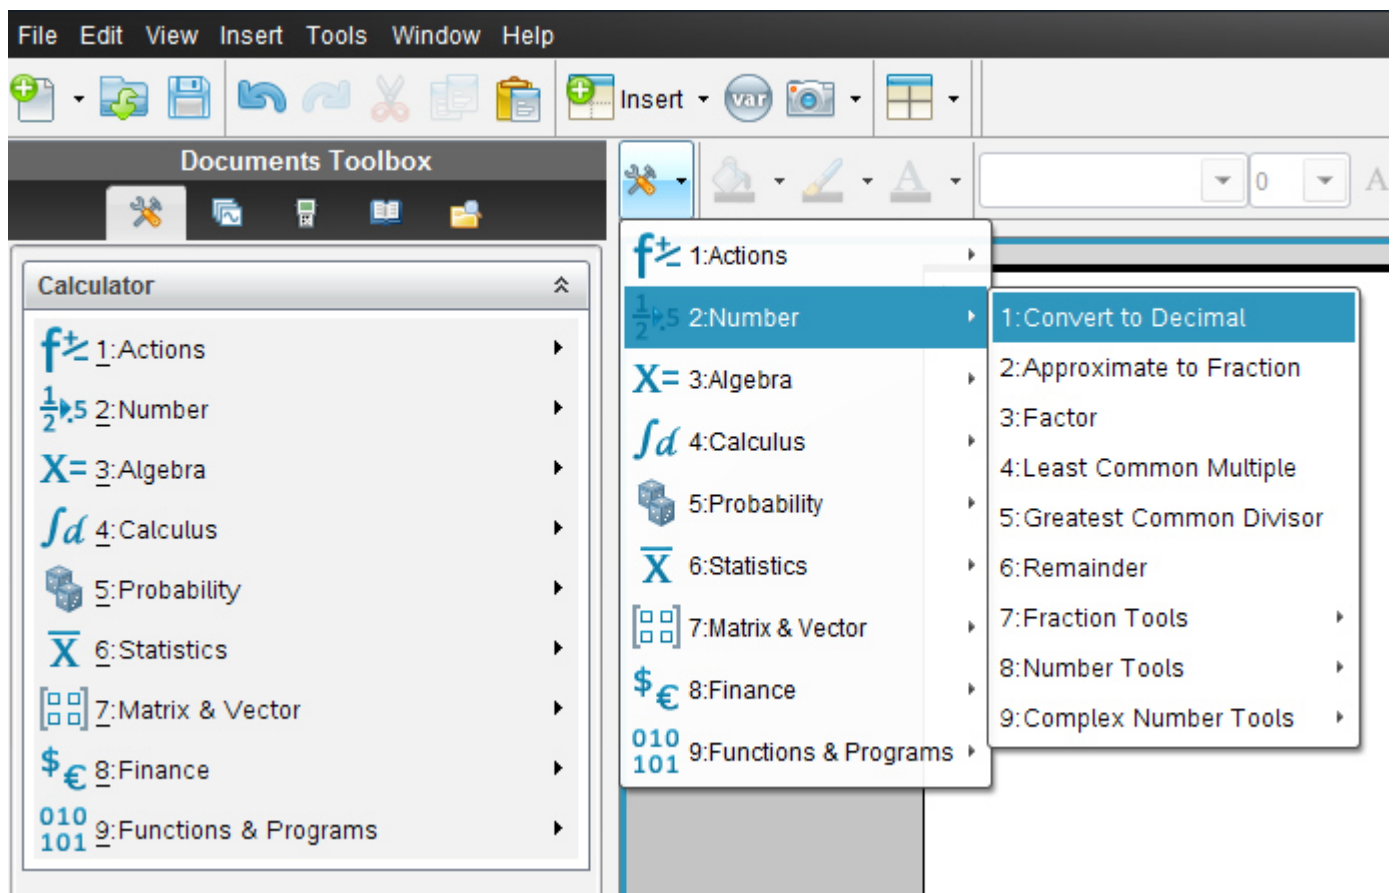 File Edit View Insert Tools Window Help
Insert var
Documents Toolbox
0 A A
Calculator
1:Actions
2:Number
3:Algebra
4:Calculus
5:Probability
6:Statistics
7:Matrix & Vector
8:Finance
9:Functions & Programs
1:Actions
2:Number
3:Algebra
4:Calculus
5:Probability
6:Statistics
7:Matrix & Vector
8:Finance
9:Functions & Programs
1:Convert to Decimal
2:Approximate to Fraction
3:Factor
4:Least Common Multiple
5:Greatest Common Divisor
6:Remainder
7:Fraction Tools
8:Number Tools
9:Complex Number Tools